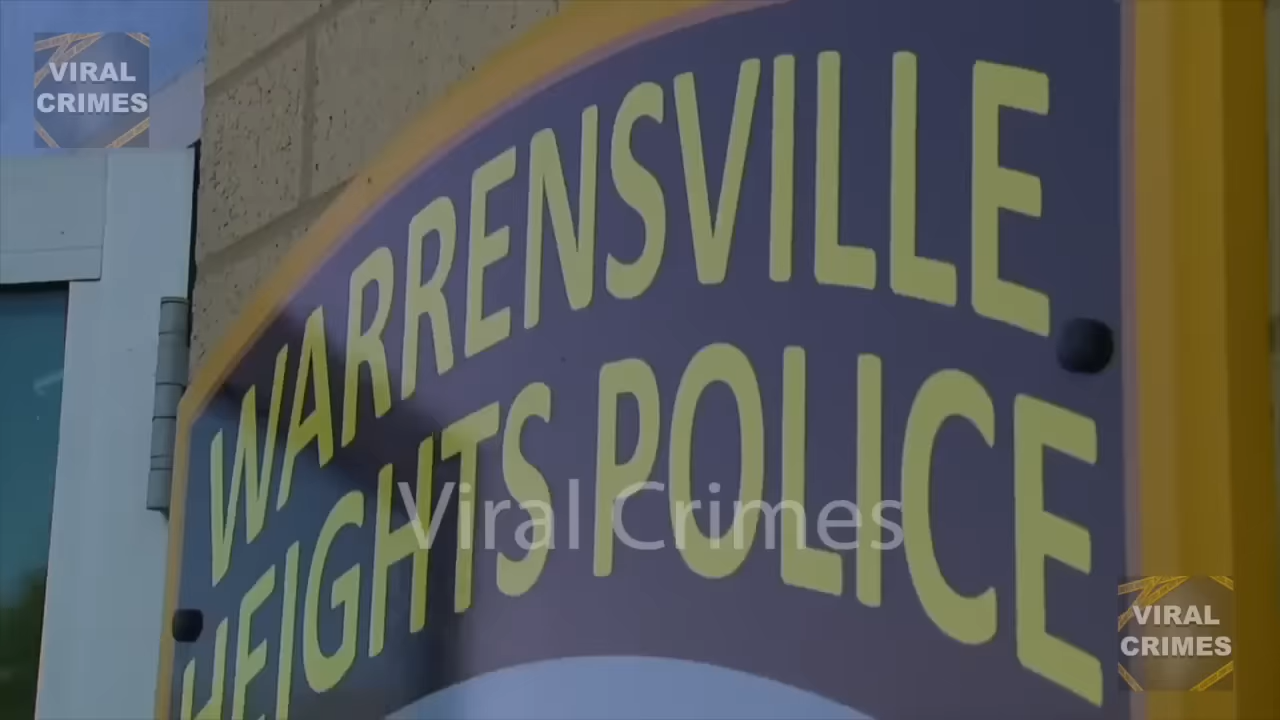 VIRAL
CRIMES
WARRENSVILLE
HEIGHTS POLICE
Viral Crimes
VIRAL
CRIMES